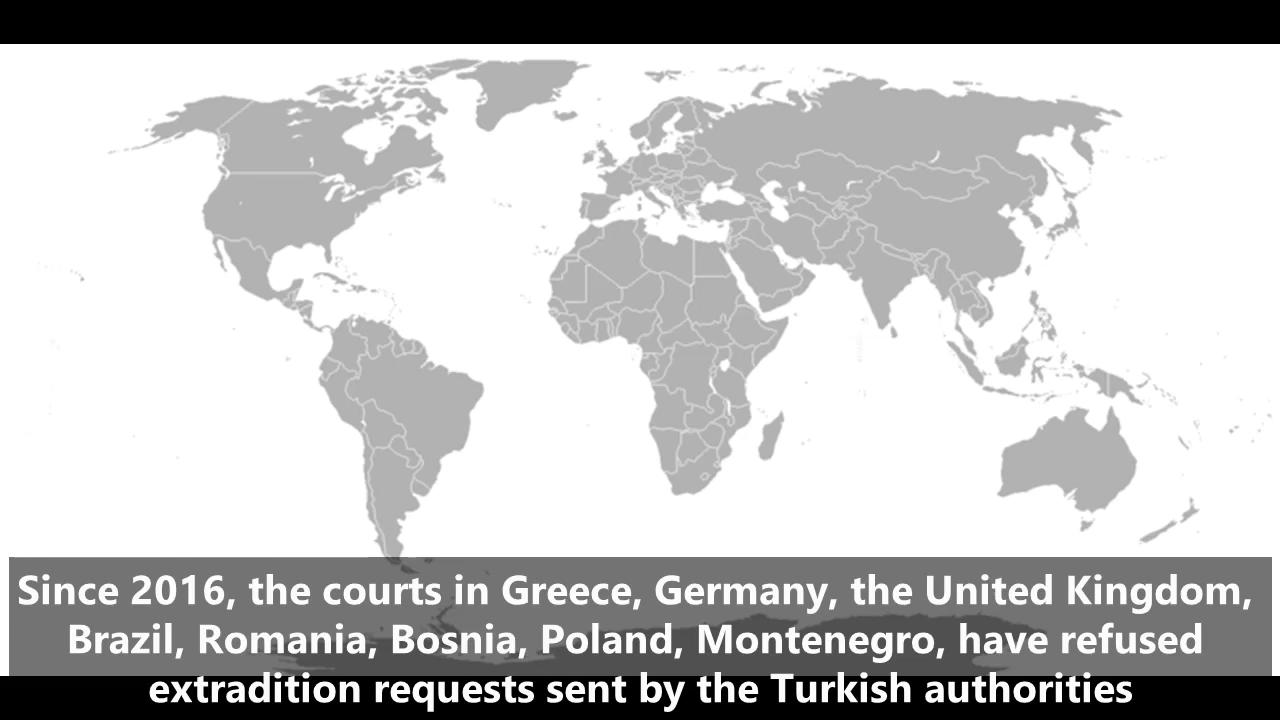 Since 2016, the courts in Greece, Germany, the United Kingdom,
Brazil, Romania, Bosnia, Poland, Montenegro, have refused
extradition requests sent by the Turkish authorities